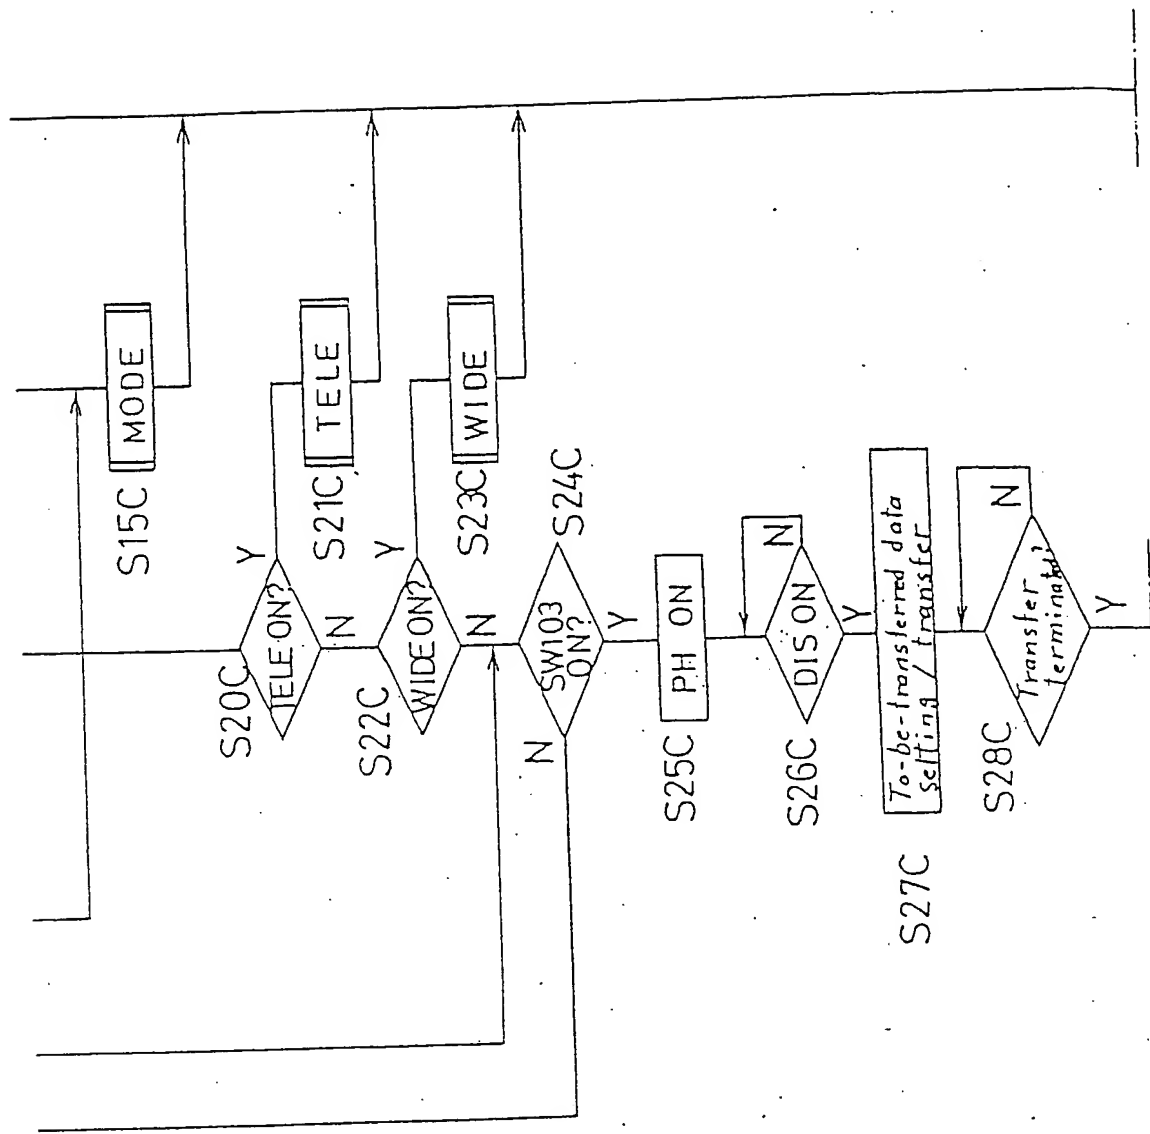 S15C
MODE
S20C
TELE ON?
Y
N
S21C
TELE
S22C
WIDE ON?
Y
N
S23C
WIDE
S24C
SW103
ON?
N
Y
S25C
PH ON
S26C
DIS ON
N
Y
S27C
To-be-transferred data
setting / transfer
S28C
Transfer
terminated?
N
Y